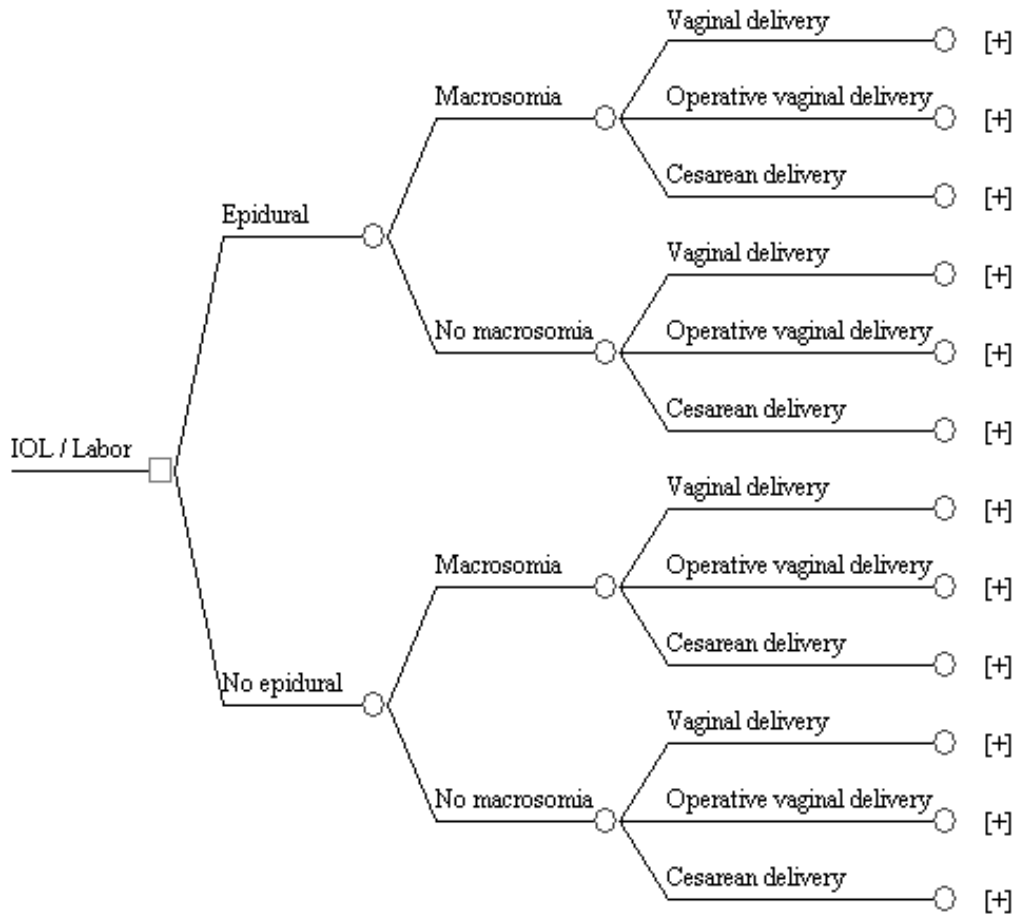 Vaginal delivery
[+]
Macrosomia
Operative vaginal delivery
[+]
Cesarean delivery
[+]
Epidural
Vaginal delivery
[+]
No macrosomia
Operative vaginal delivery
[+]
Cesarean delivery
[+]
IOL / Labor
Vaginal delivery
[+]
Macrosomia
Operative vaginal delivery
[+]
Cesarean delivery
[+]
No epidural
Vaginal delivery
[+]
No macrosomia
Operative vaginal delivery
[+]
Cesarean delivery
[+]